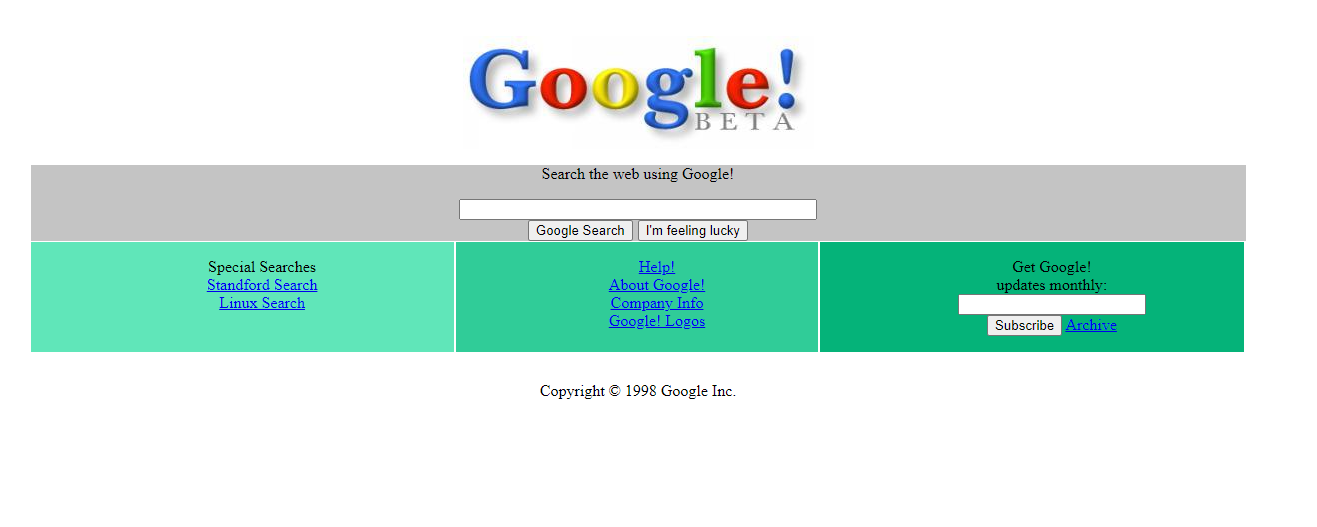 Google!
BETA
Search the web using Google!
Google Search I'm feeling lucky
Special Searches
Standford Search
Linux Search
Help!
About Google!
Company Info
Google! Logos
Get Google!
updates monthly:
Subscribe Archive
Copyright © 1998 Google Inc.